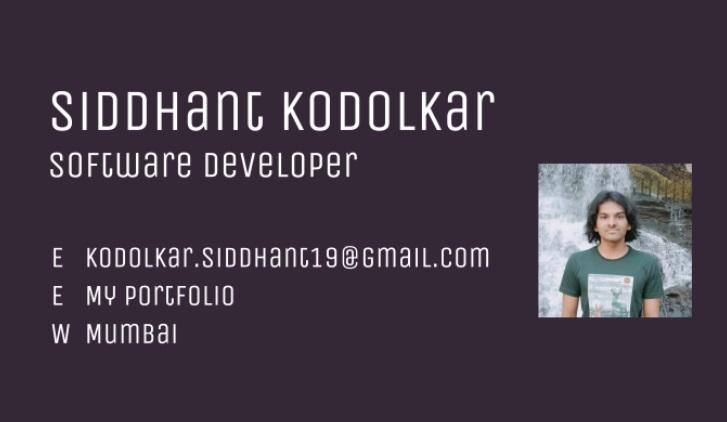 Siddhant Kodolkar
Software Developer
E kodolkar.siddhant19@gmail.com
E My Portfolio
W Mumbai